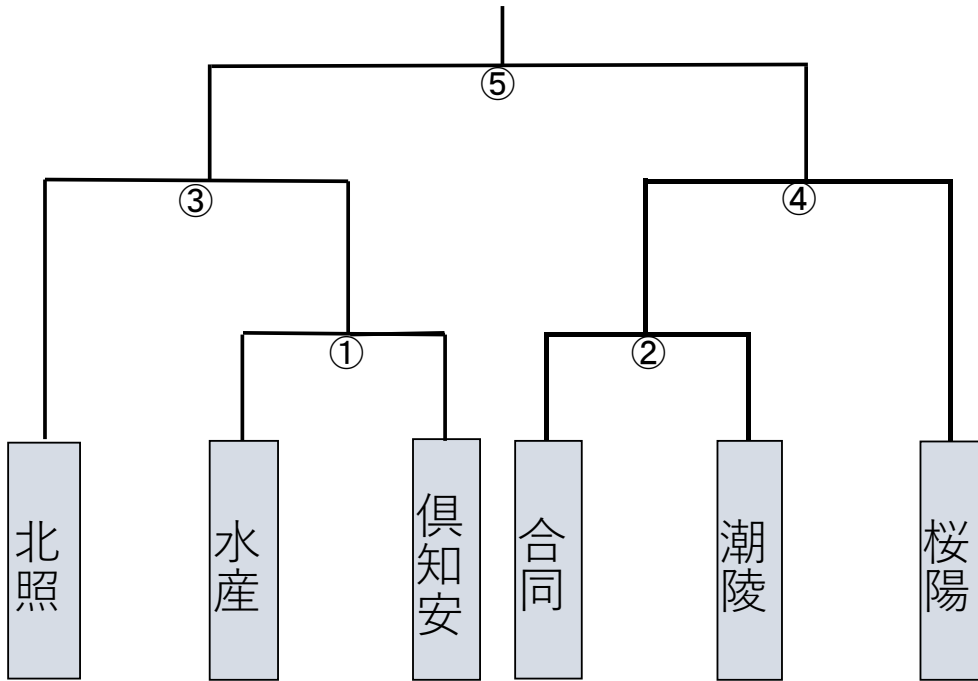 ⑤
③
④
①
②
北照
水産
倶知安
合同
潮陵
桜陽